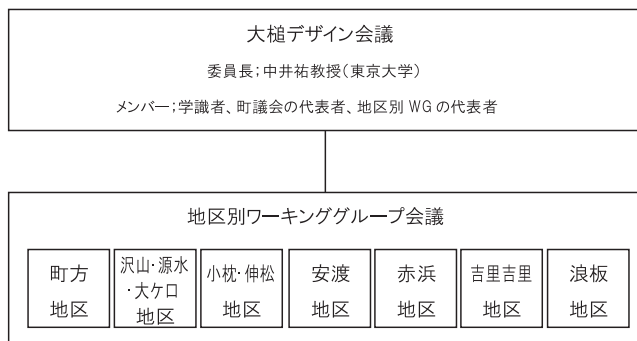 大槌デザイン会議
委員長；中井祐教授（東京大学）
メンバー；学識者、町議会の代表者、地区別 WG の代表者
地区別ワーキンググループ会議
町方
地区
沢山・源水
・大ケ口
地区
小枕・伸松
地区
安渡
地区
赤浜
地区
吉里吉里
地区
浪板
地区